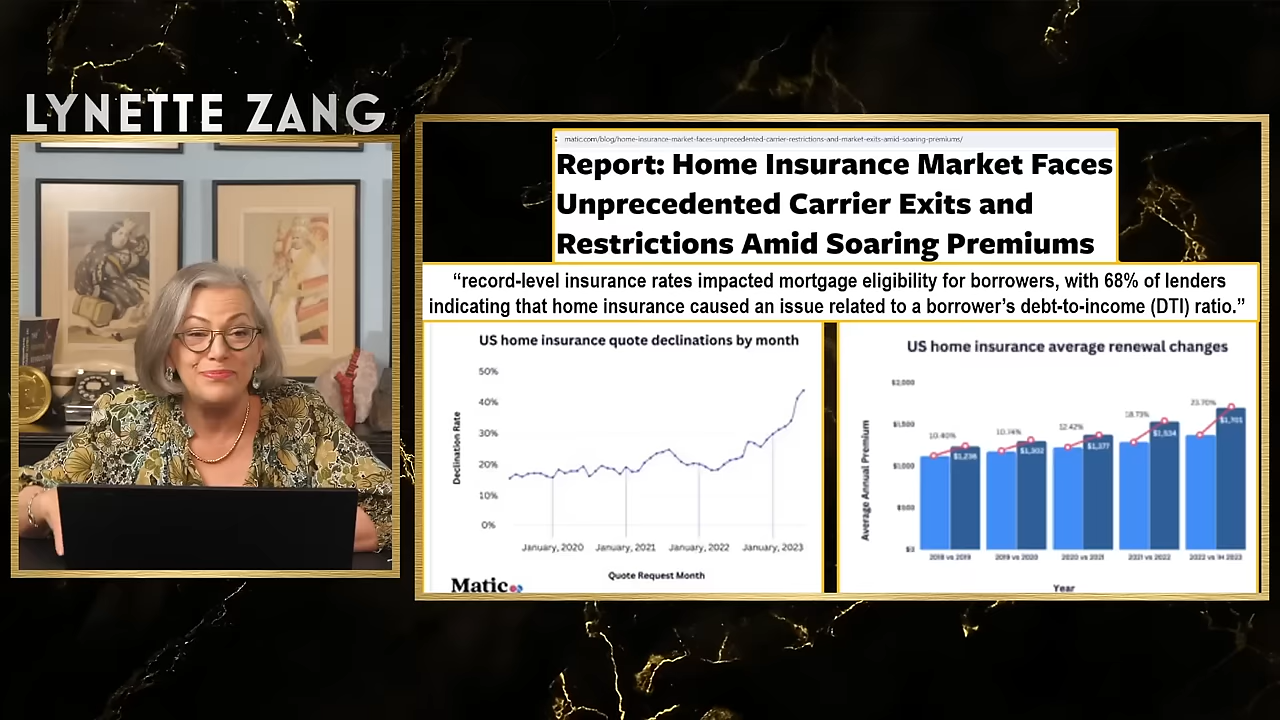 LYNETTE ZANG
matic.com/blog/home-insurance-market-faces-unprecedented-carrier-restrictions-and-market-exits-amid-soaring-premiums/
Report: Home Insurance Market Faces
Unprecedented Carrier Exits and
Restrictions Amid Soaring Premiums
“record-level insurance rates impacted mortgage eligibility for borrowers, with 68% of lenders
indicating that home insurance caused an issue related to a borrower’s debt-to-income (DTI) ratio.”
US home insurance quote declinations by month
50%
40%
30%
20%
10%
0%
Declination Rate
January, 2020 January, 2021 January, 2022 January, 2023
Quote Request Month
Matic
US home insurance average renewal changes
$2,000
$1,500
$1,000
$500
$0
Average Annual Premium
10.40% 10.74% 12.42% 18.73% 23.70%
$1,236 $1,302 $1,377 $1,534 $1,701
2018 vs 2019 2019 vs 2020 2020 vs 2021 2021 vs 2022 2022 vs 1H 2023
Year